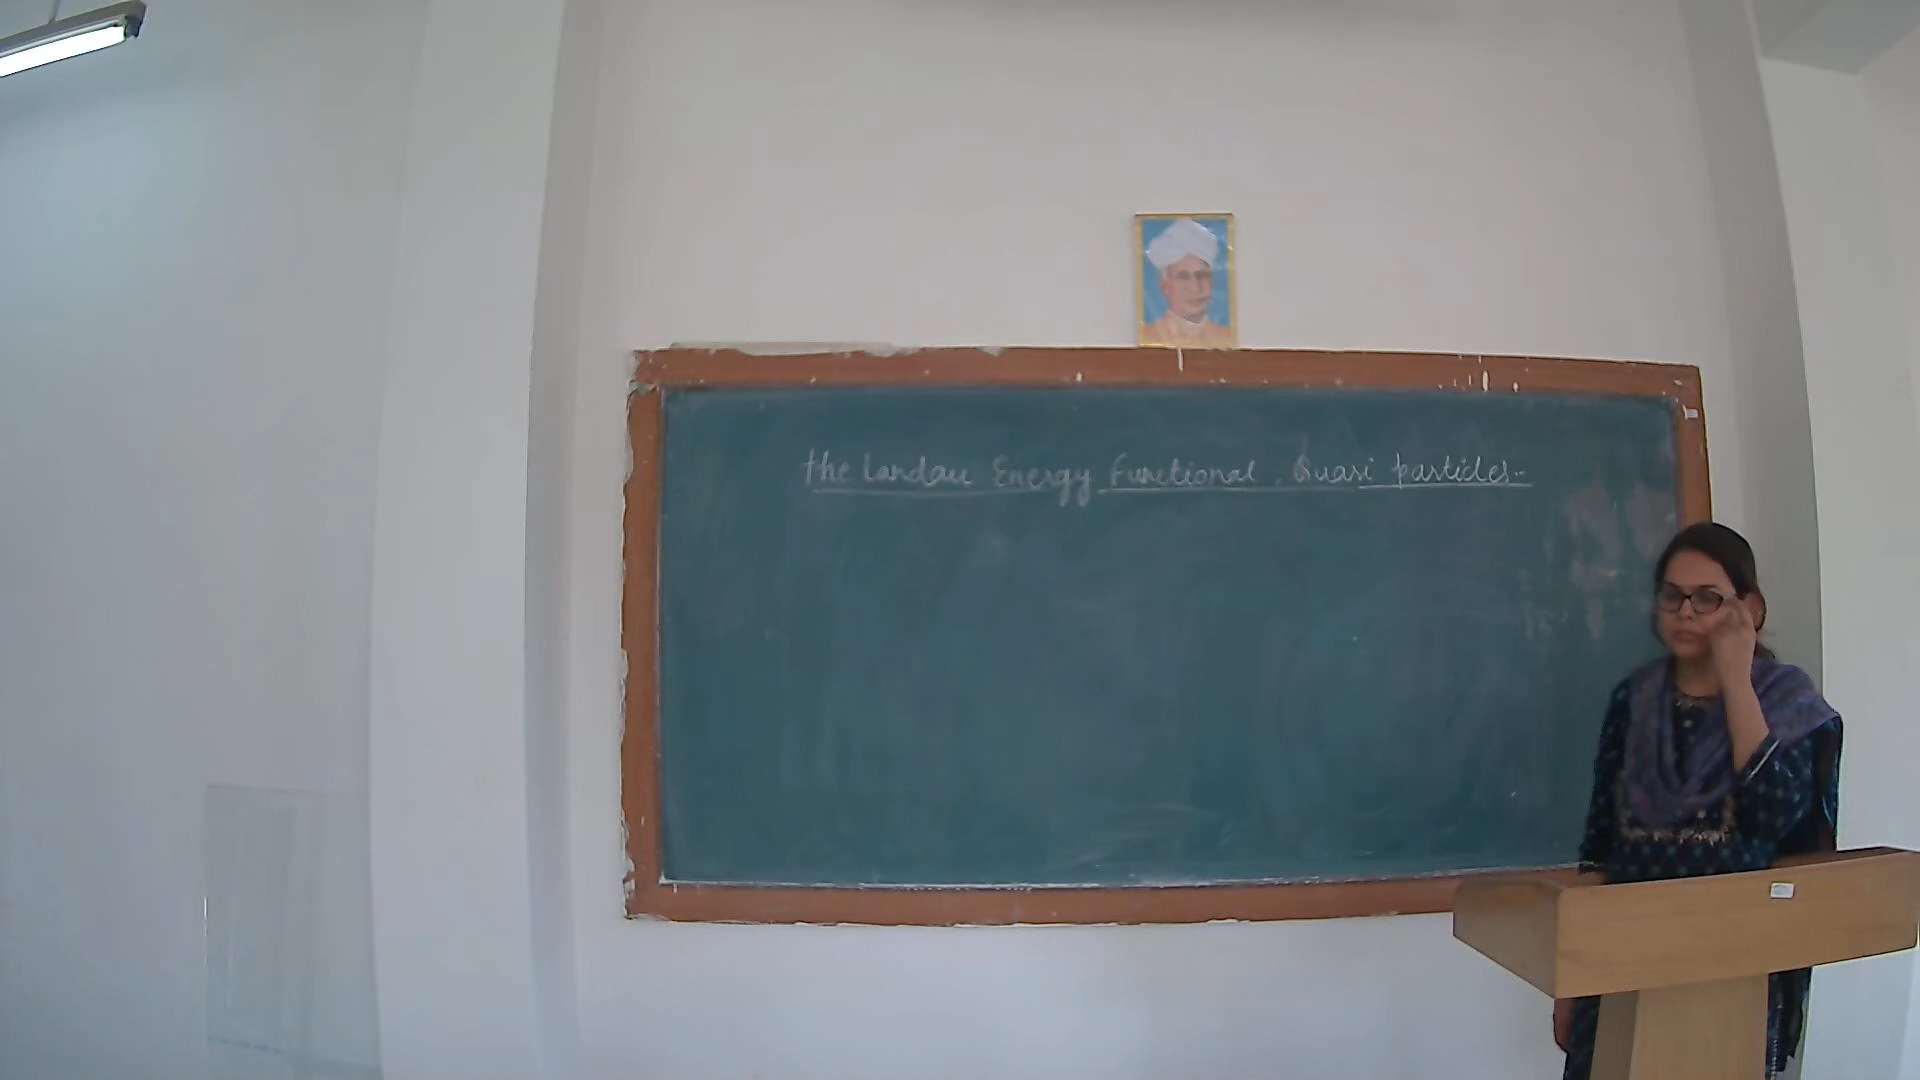 the Landau Energy Functional. Quasi particles--